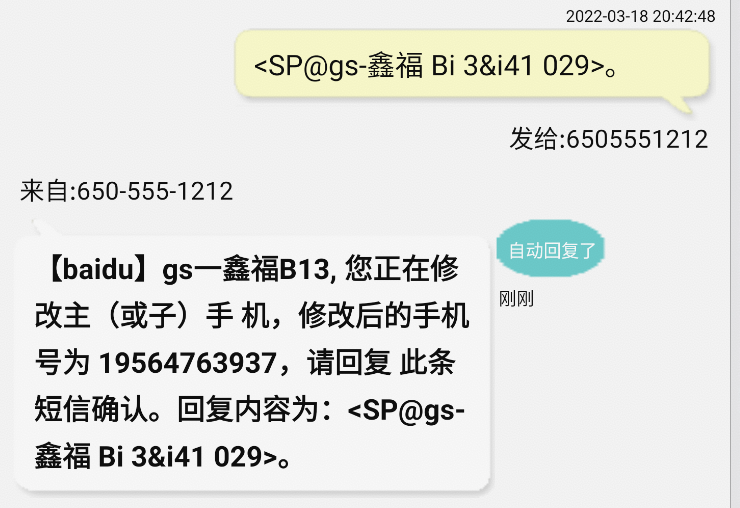 2022-03-18 20:42:48
<SP@gs-鑫福 Bi 3&i41 029>。
发给:6505551212
来自:650-555-1212
【baidu】gs一鑫福B13, 您正在修
改主（或子）手 机，修改后的手机
号为 19564763937，请回复 此条
短信确认。回复内容为：<SP@gs-
鑫福 Bi 3&i41 029>。
自动回复了
刚刚